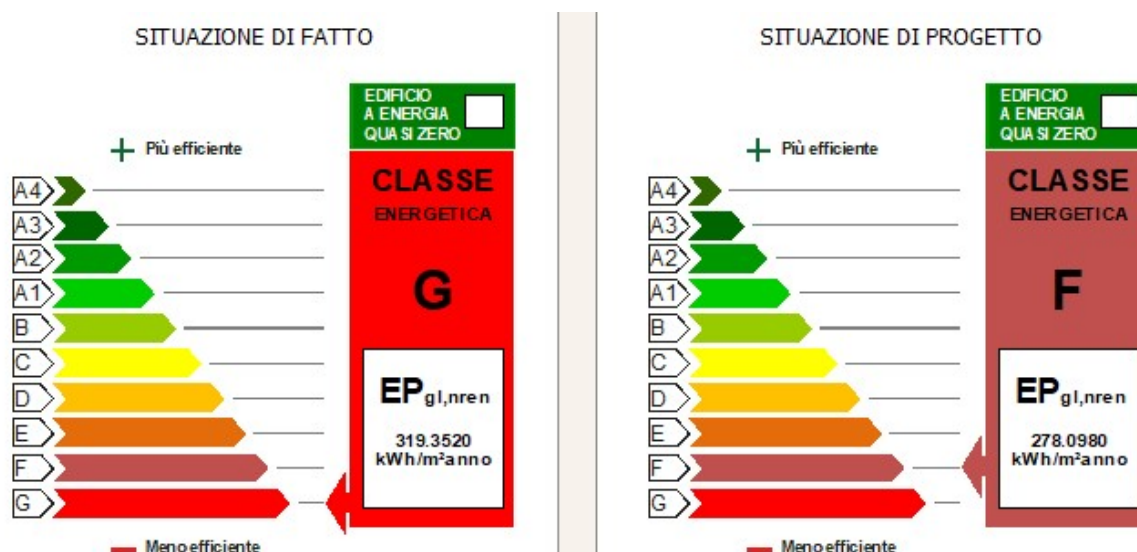 SITUAZIONE DI FATTO
EDIFICIO
A ENERGIA
QUASI ZERO
Più efficiente
CLASSE
ENERGETICA
G
EPgl,nren
319.3520
kWh/m²anno
A4
A3
A2
A1
B
C
D
E
F
G
Meno efficiente
SITUAZIONE DI PROGETTO
EDIFICIO
A ENERGIA
QUASI ZERO
Più efficiente
CLASSE
ENERGETICA
F
EPgl,nren
278.0980
kWh/m²anno
A4
A3
A2
A1
B
C
D
E
F
G
Meno efficiente